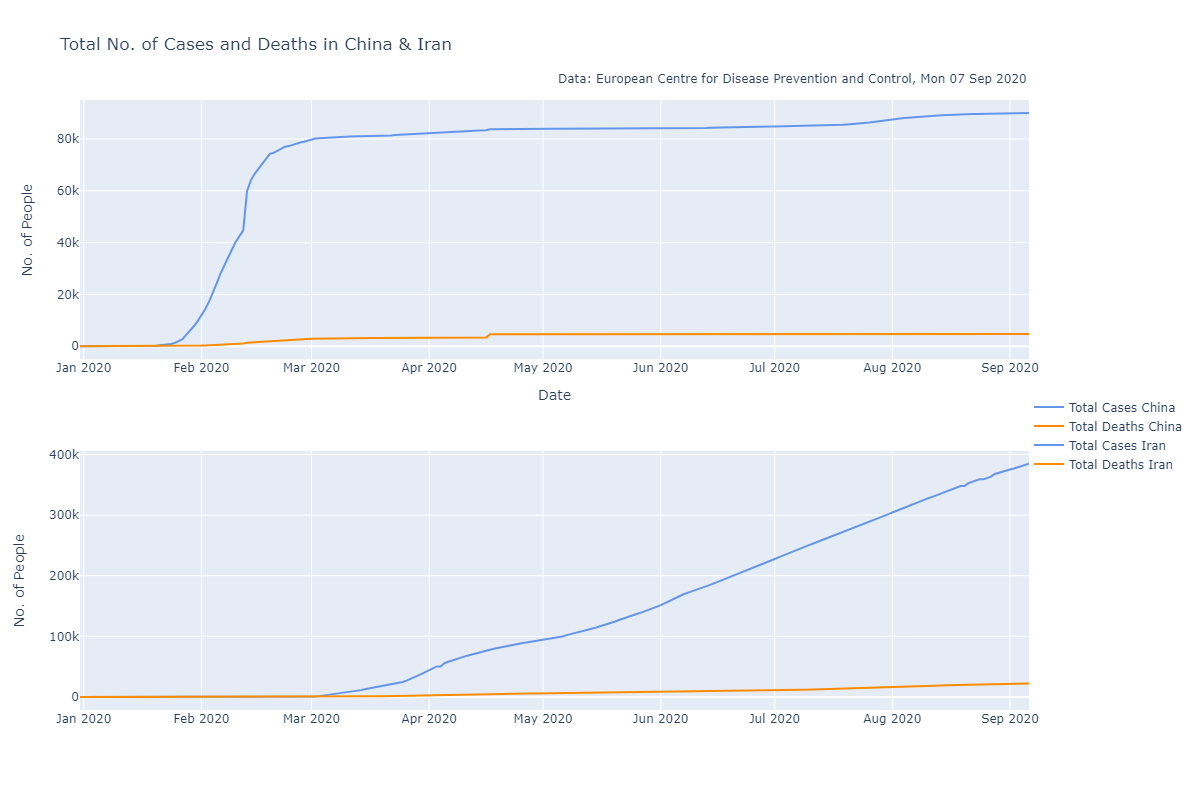 Total No. of Cases and Deaths in China & Iran
Data: European Centre for Disease Prevention and Control, Mon 07 Sep 2020
No. of People
80k
60k
40k
20k
0
Jan 2020 Feb 2020 Mar 2020 Apr 2020 May 2020 Jun 2020 Jul 2020 Aug 2020 Sep 2020
Date
Total Cases China
Total Deaths China
Total Cases Iran
Total Deaths Iran
No. of People
400k
300k
200k
100k
0
Jan 2020 Feb 2020 Mar 2020 Apr 2020 May 2020 Jun 2020 Jul 2020 Aug 2020 Sep 2020